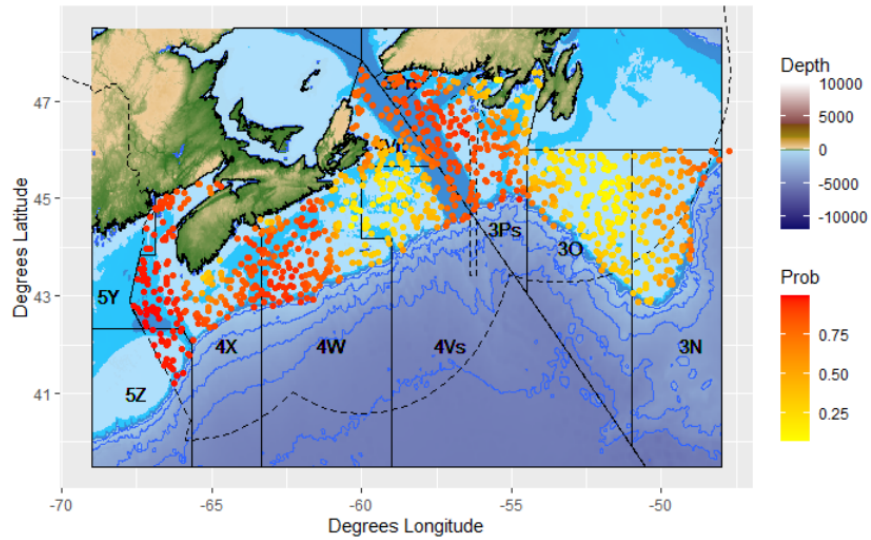 Degrees Latitude
47
45
43
41
-70
-65
-60
-55
-50
Degrees Longitude
5Y
5Z
4X
4W
4Vs
3Ps
3O
3N
Depth
10000
5000
0
-5000
-10000
Prob
0.75
0.50
0.25